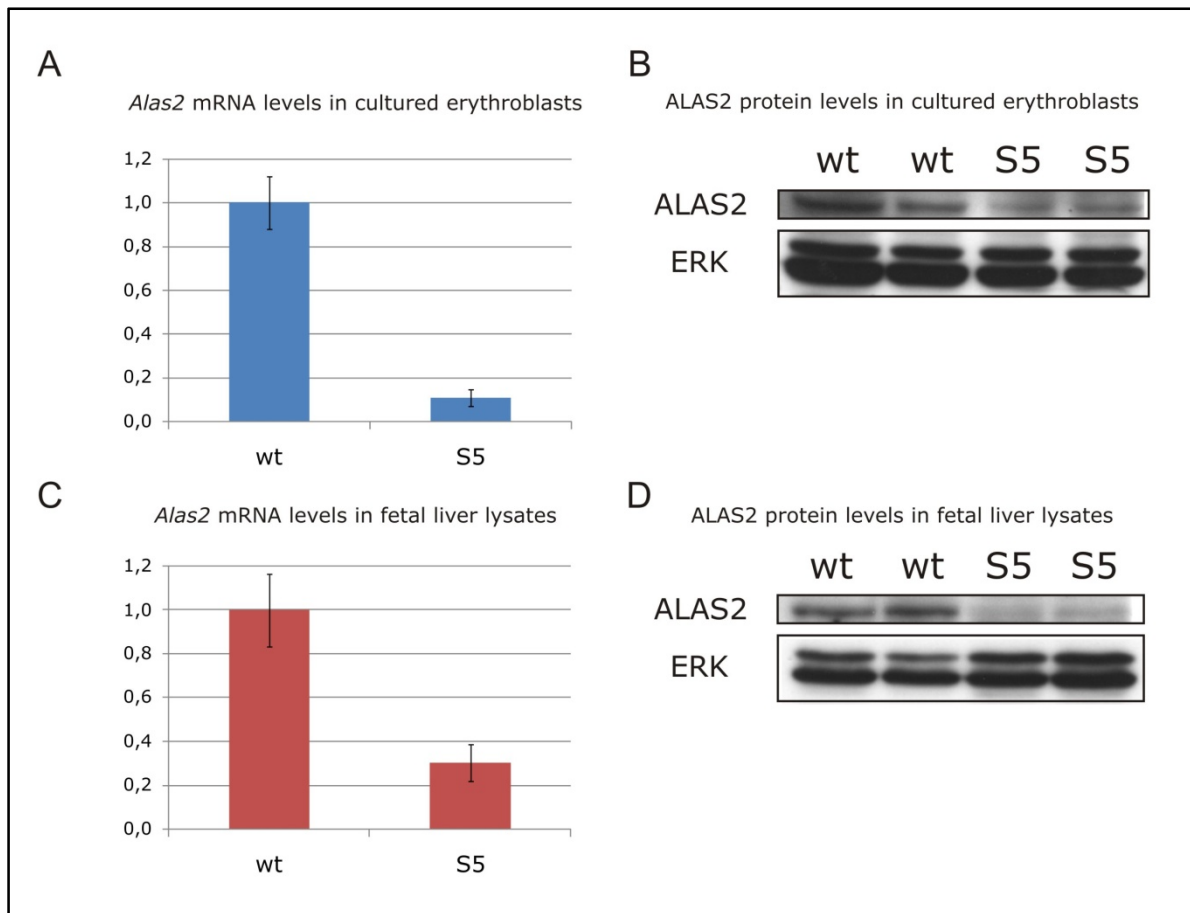 A
Alas2 mRNA levels in cultured erythroblasts
1,2
1,0
0,8
0,6
0,4
0,2
0,0
wt S5
B
ALAS2 protein levels in cultured erythroblasts
wt wt S5 S5
ALAS2
ERK
C
Alas2 mRNA levels in fetal liver lysates
1,2
1,0
0,8
0,6
0,4
0,2
0,0
wt S5
D
ALAS2 protein levels in fetal liver lysates
wt wt S5 S5
ALAS2
ERK